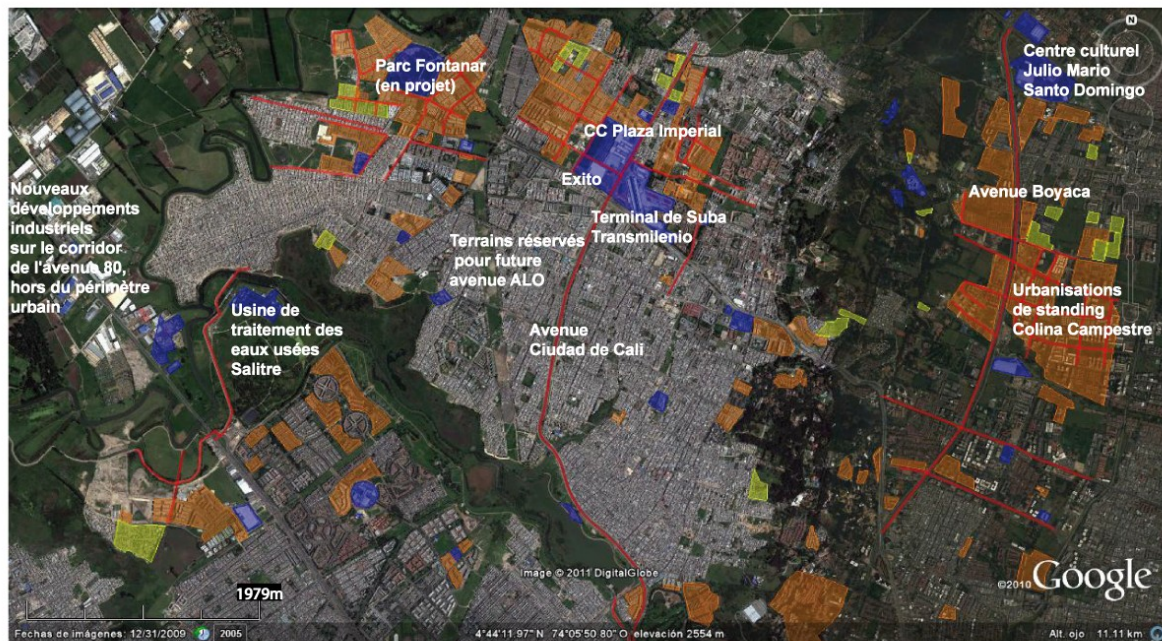 N
Centre culturel
Julio Mario
Santo Domingo
Parc Fontanar
(en projet)
CC Plaza Imperial
Exito
Avenue Boyaca
Nouveaux
développements
industriels
sur le corridor
de l'avenue 80,
hors du périmètre
urbain
Terminal de Suba
Transmilenio
Terrains réservés
pour future
avenue ALO
Urbanisations
de standing
Colina Campestre
Usine de
traitement des
eaux usées
Salitre
Avenue
Ciudad de Cali
Image © 2011 DigitalGlobe
©2010 Google
1979m
Fechas de imágenes: 12/31/2009 2005
4°44'11.97" N 74°05'50.80" O elevación 2554 m
Alt. ojo 11.11 km